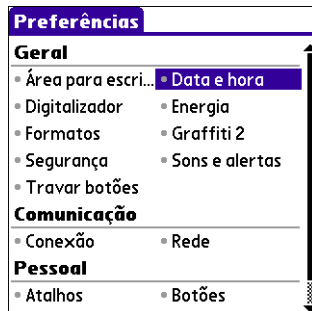 Preferências
Geral
Área para escri... Data e hora
Digitalizador Energia
Formatos Graffiti 2
Segurança Sons e alertas
Travar botões
Comunicação
Conexão Rede
Pessoal
Atalhos Botões